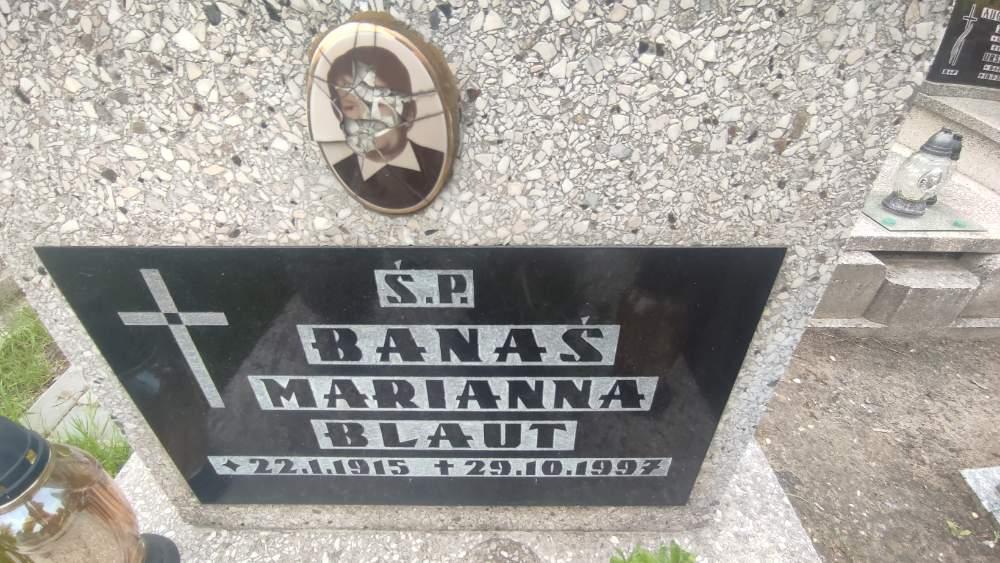 Ś.P.
BANAŚ
MARIANNA
BLAUT
✦22.1.1915 ✝29.10.1997